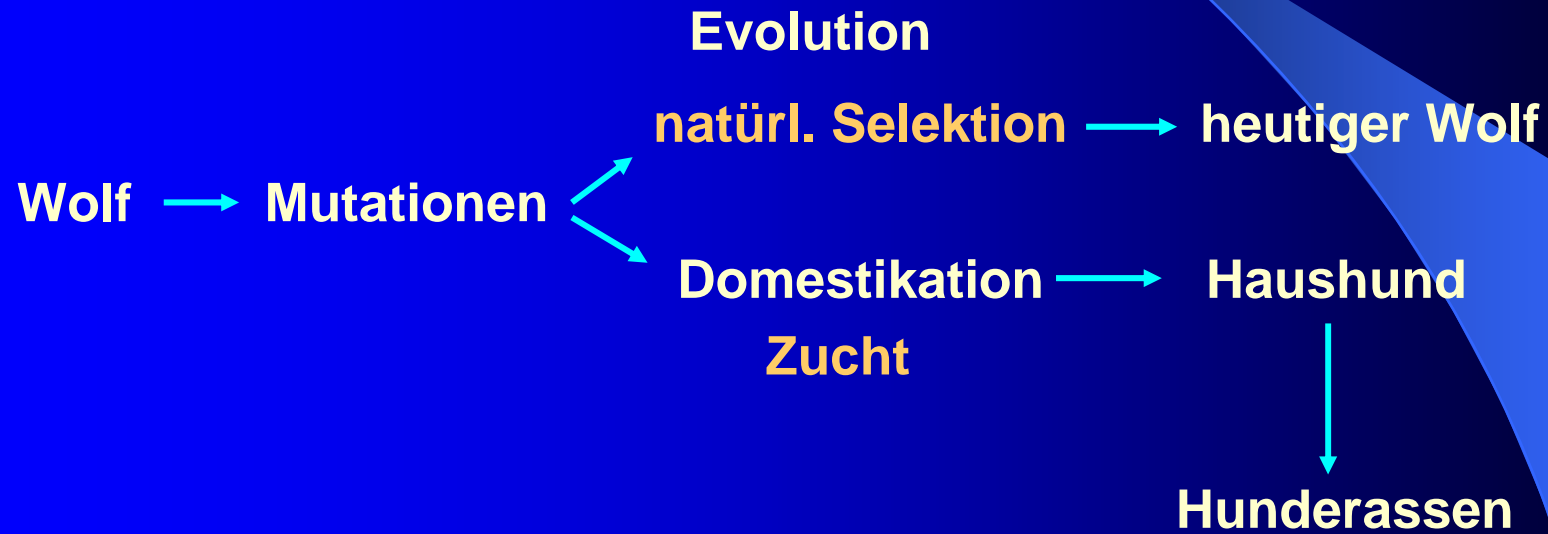 Evolution
natürl. Selektion heutiger Wolf
Wolf Mutationen
Domestikation Haushund
Zucht
Hunderassen